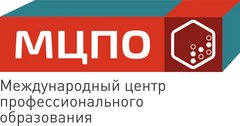 МЦПО
Международный центр
профессионального
образования